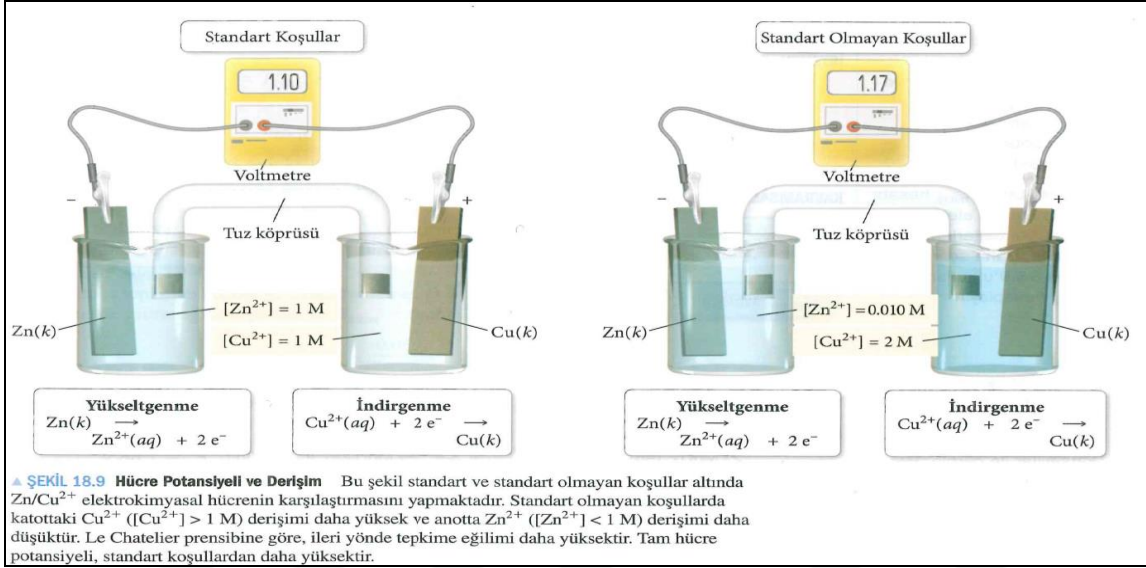 Standart Koşullar
1.10
Voltmetre
-
+
Tuz köprüsü
[Zn²⁺] = 1 M
[Cu²⁺] = 1 M
Zn(k)
Cu(k)
Yükseltgenme
Zn(k) →
Zn²⁺(aq) + 2 e⁻
İndirgenme
Cu²⁺(aq) + 2 e⁻ →
Cu(k)
Standart Olmayan Koşullar
1.17
Voltmetre
-
+
Tuz köprüsü
[Zn²⁺] =0.010 M
[Cu²⁺] = 2 M
Zn(k)
Cu(k)
Yükseltgenme
Zn(k) →
Zn²⁺(aq) + 2 e⁻
İndirgenme
Cu²⁺(aq) + 2 e⁻ →
Cu(k)
▲ ŞEKİL 18.9 Hücre Potansiyeli ve Derişim Bu şekil standart ve standart olmayan koşullar altında
Zn/Cu²⁺ elektrokimyasal hücrenin karşılaştırmasını yapmaktadır. Standart olmayan koşullarda
katottaki Cu²⁺ ([Cu²⁺] > 1 M) derişimi daha yüksek ve anotta Zn²⁺ ([Zn²⁺] < 1 M) derişimi daha
düşüktür. Le Chatelier prensibine göre, ileri yönde tepkime eğilimi daha yüksektir. Tam hücre
potansiyeli, standart koşullardan daha yüksektir.